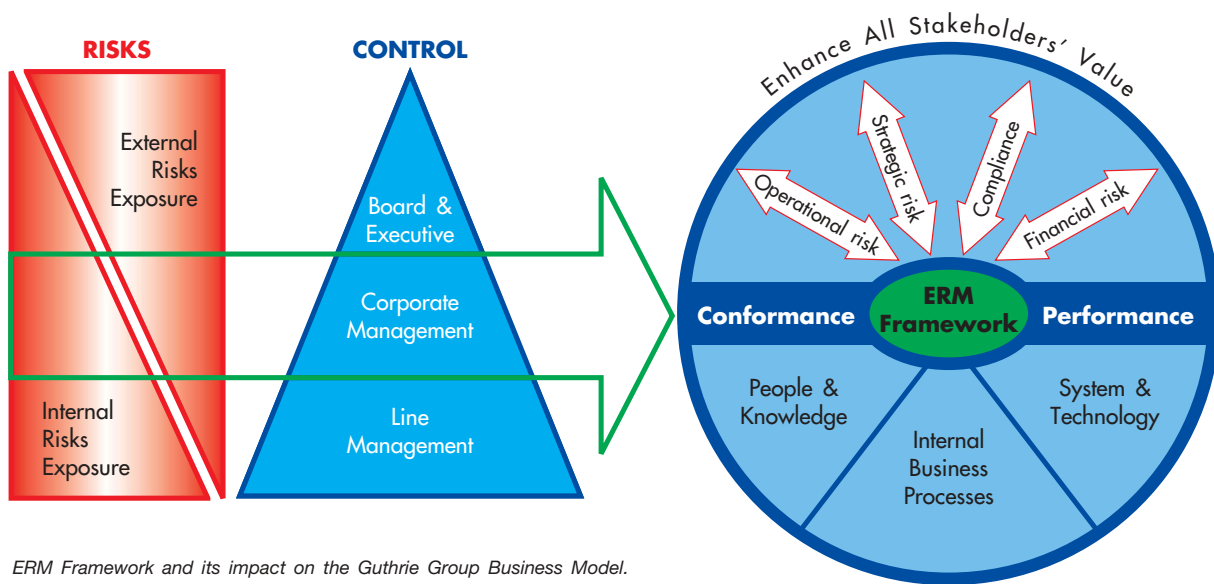 RISKS
External
Risks
Exposure
Internal
Risks
Exposure
CONTROL
Board &
Executive
Corporate
Management
Line
Management
Enhance All Stakeholders' Value
Operational risk
Strategic risk
Compliance
Financial risk
Conformance
ERM
Framework
Performance
People &
Knowledge
Internal
Business
Processes
System &
Technology
ERM Framework and its impact on the Guthrie Group Business Model.